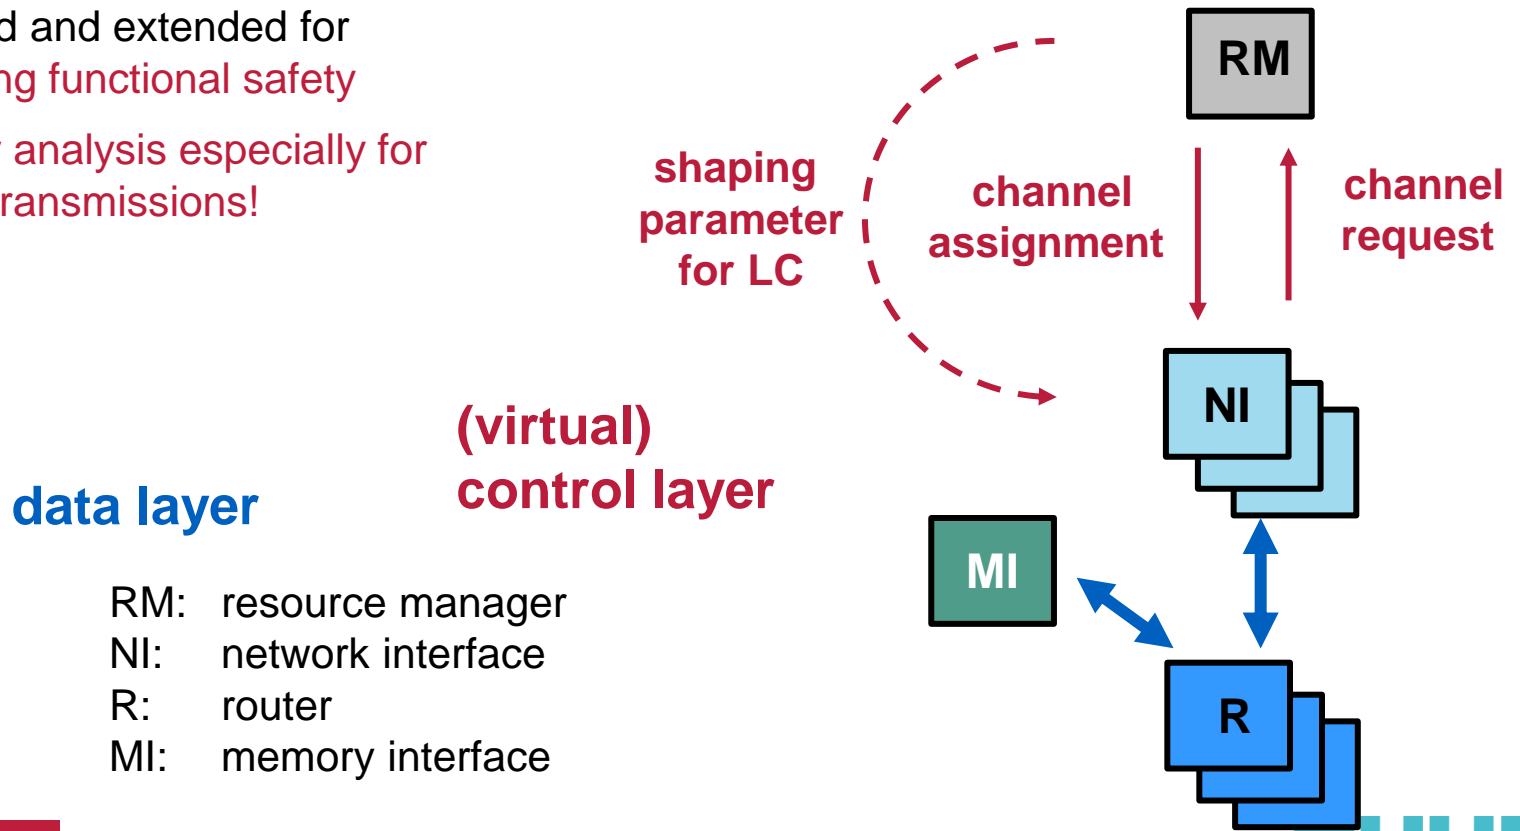 d and extended for
ng functional safety
analysis especially for
ransmissions!
RM
shaping
parameter
for LC
channel
assignment
channel
request
NI
(virtual)
control layer
data layer
MI
RM: resource manager
NI: network interface
R: router
MI: memory interface
R